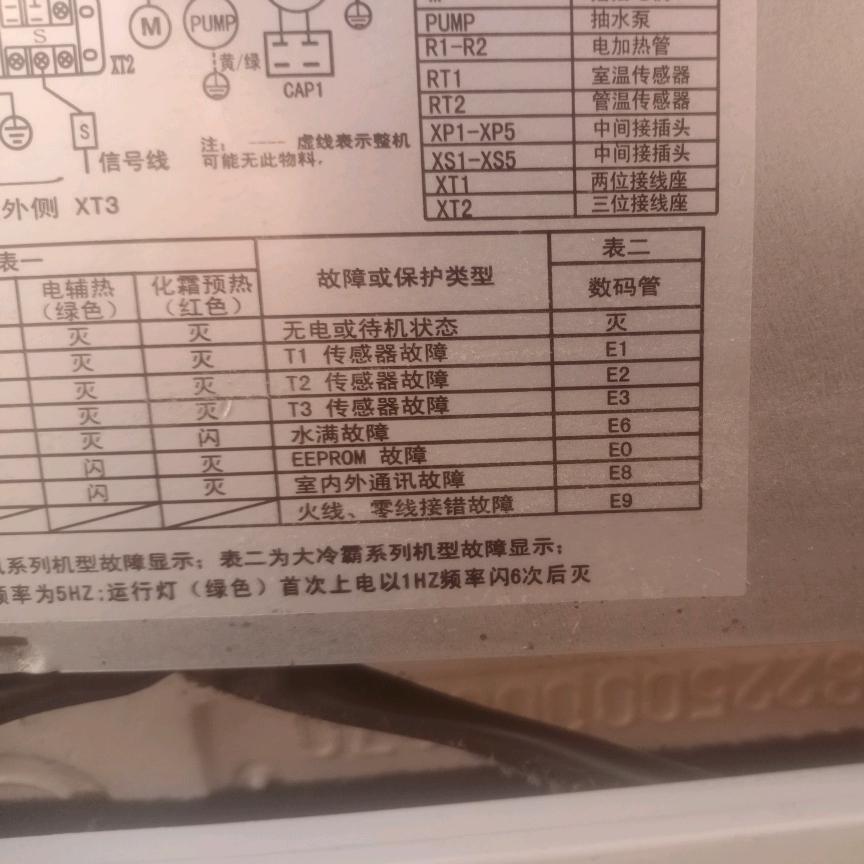 S
XT2
M
PUMP
黄/绿
CAP1
S
信号线
外侧 XT3
注: ---- 虚线表示整机
可能无此物料.
PUMP 抽水泵
R1-R2 电加热管
RT1 室温传感器
RT2 管温传感器
XP1-XP5 中间接插头
XS1-XS5 中间接插头
XT1 两位接线座
XT2 三位接线座
表一 故障或保护类型 表二
电辅热 化霜预热 数码管
(绿色) (红色)
灭 灭 无电或待机状态 灭
灭 灭 T1 传感器故障 E1
灭 灭 T2 传感器故障 E2
灭 灭 T3 传感器故障 E3
灭 闪 水满故障 E6
闪 灭 EEPROM 故障 E0
闪 灭 室内外通讯故障 E8
火线、零线接错故障 E9
系列机型故障显示; 表二为大冷霸系列机型故障显示;
频率为5HZ;运行灯(绿色)首次上电以1HZ频率闪6次后灭